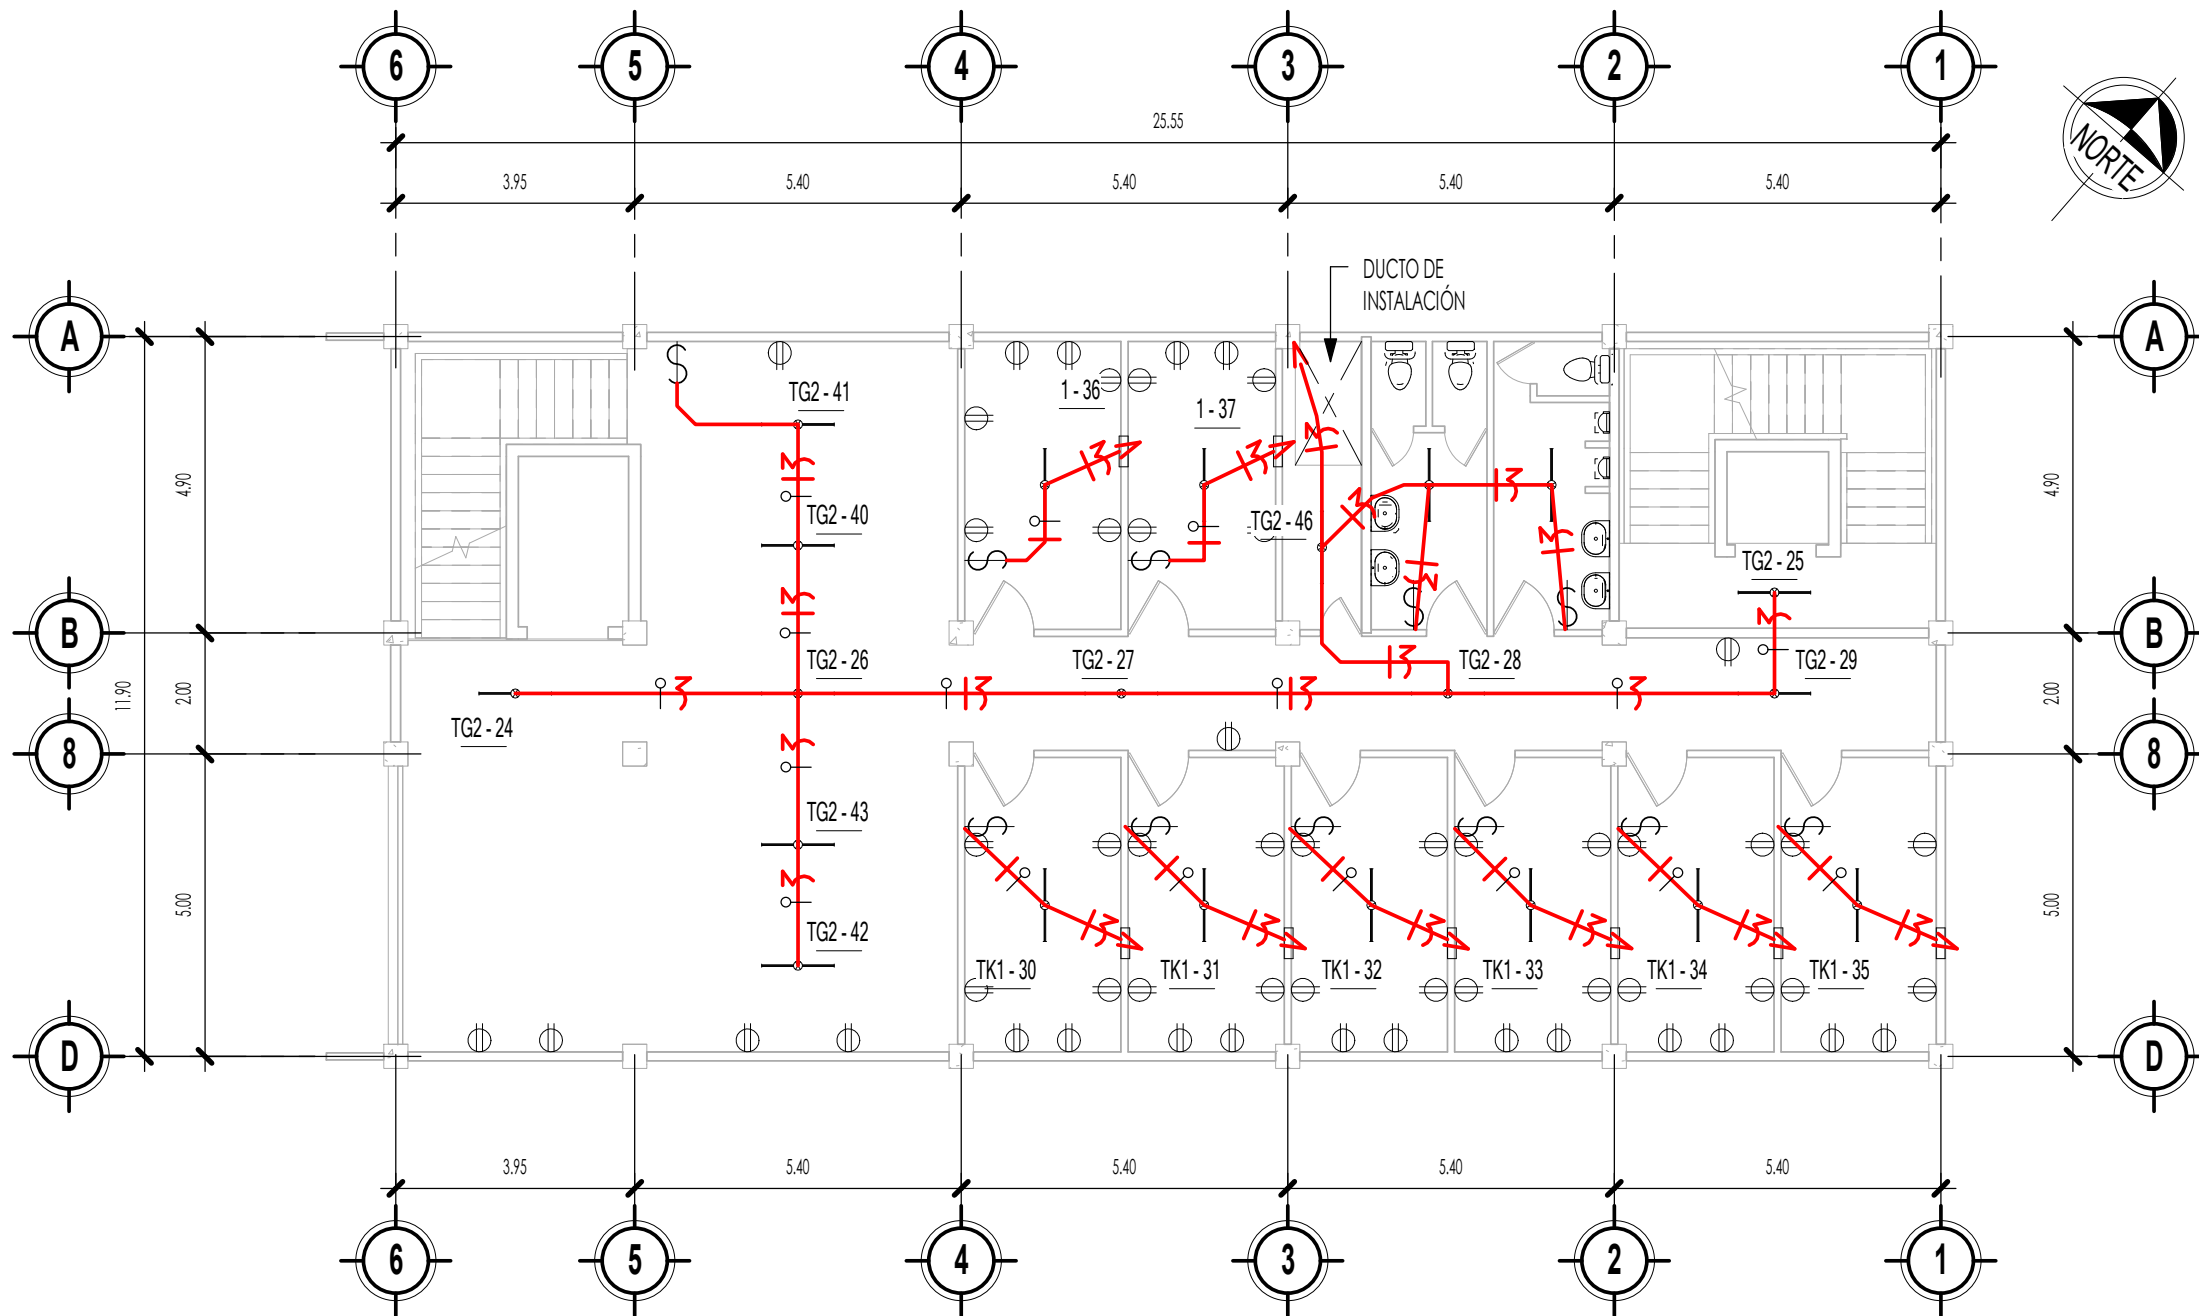 6 5 4 3 2 1
25.55
3.95 5.40 5.40 5.40 5.40
NORTE
DUCTO DE
INSTALACIÓN
A A
TG2 - 41
1 - 36
1 - 37
4.90 4.90
TG2 - 40
TG2 - 46
TG2 - 25
B B
TG2 - 26 TG2 - 27 TG2 - 28 TG2 - 29
11.90
2.00 2.00
TG2 - 24
8 8
TG2 - 43
5.00 5.00
TG2 - 42
TK1 - 30 TK1 - 31 TK1 - 32 TK1 - 33 TK1 - 34 TK1 - 35
D D
3.95 5.40 5.40 5.40 5.40
6 5 4 3 2 1